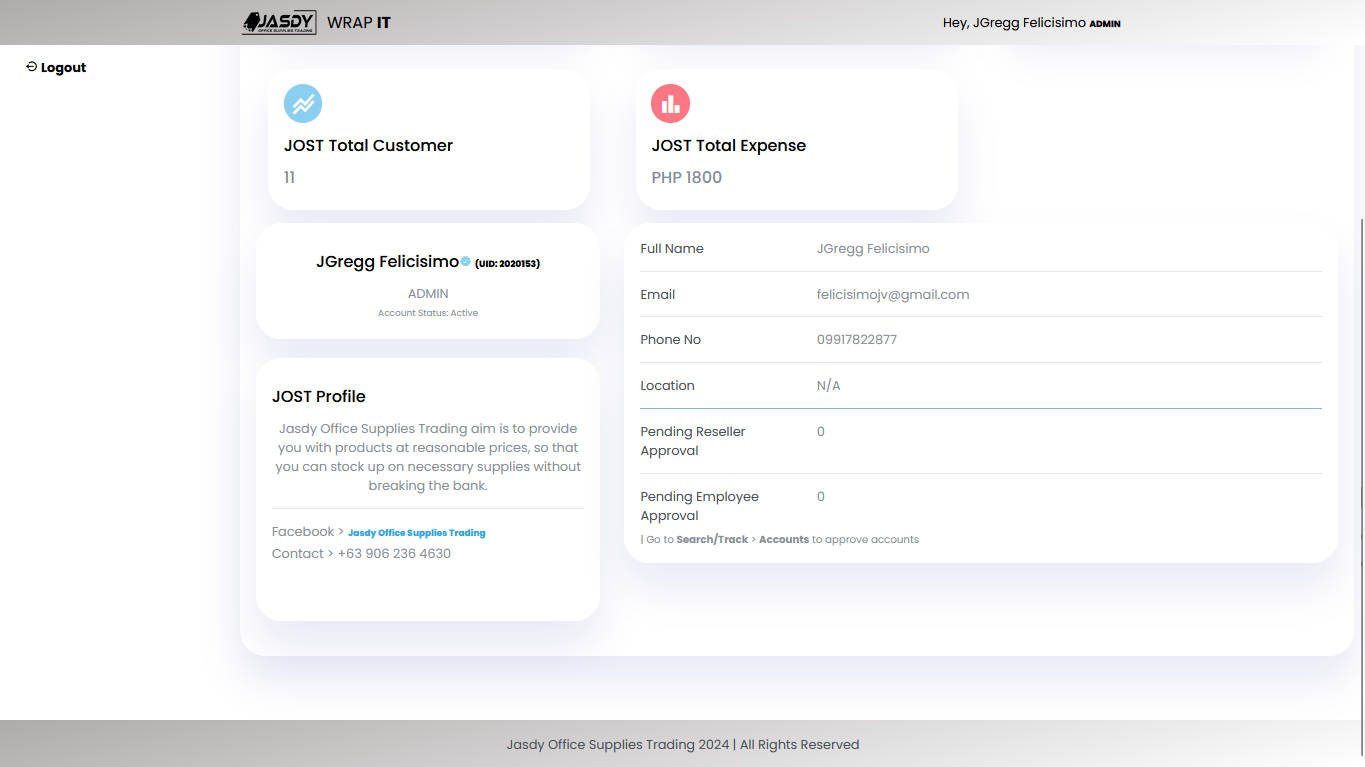 JASDY
OFFICE SUPPLIES TRADING
WRAP IT
Hey, JGregg Felicisimo ADMIN
Logout
JOST Total Customer
11
JOST Total Expense
PHP 1800
JGregg Felicisimo (UID: 2020153)
ADMIN
Account Status: Active
JOST Profile
Jasdy Office Supplies Trading aim is to provide
you with products at reasonable prices, so that
you can stock up on necessary supplies without
breaking the bank.
Facebook > Jasdy Office Supplies Trading
Contact > +63 906 236 4630
Full Name JGregg Felicisimo
Email felicisimojv@gmail.com
Phone No 09917822877
Location N/A
Pending Reseller 0
Approval
Pending Employee 0
Approval
| Go to Search/Track > Accounts to approve accounts
Jasdy Office Supplies Trading 2024 | All Rights Reserved